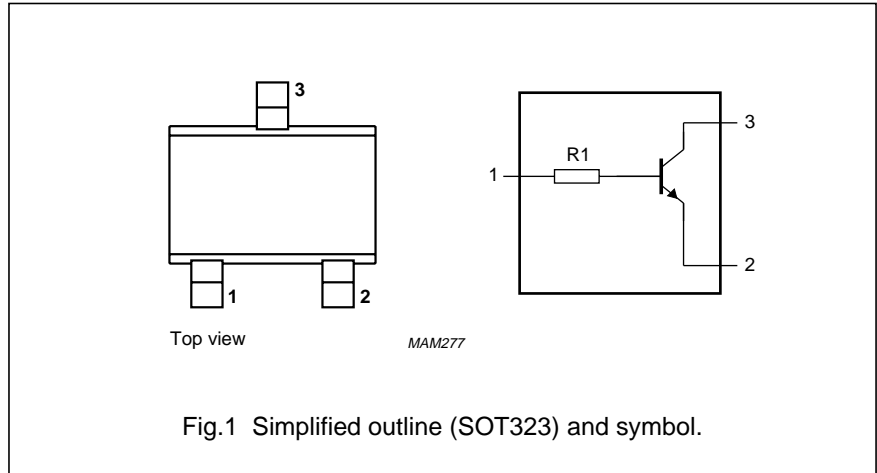 3
1
2
Top view
MAM277
R1
1
3
2
Fig.1 Simplified outline (SOT323) and symbol.